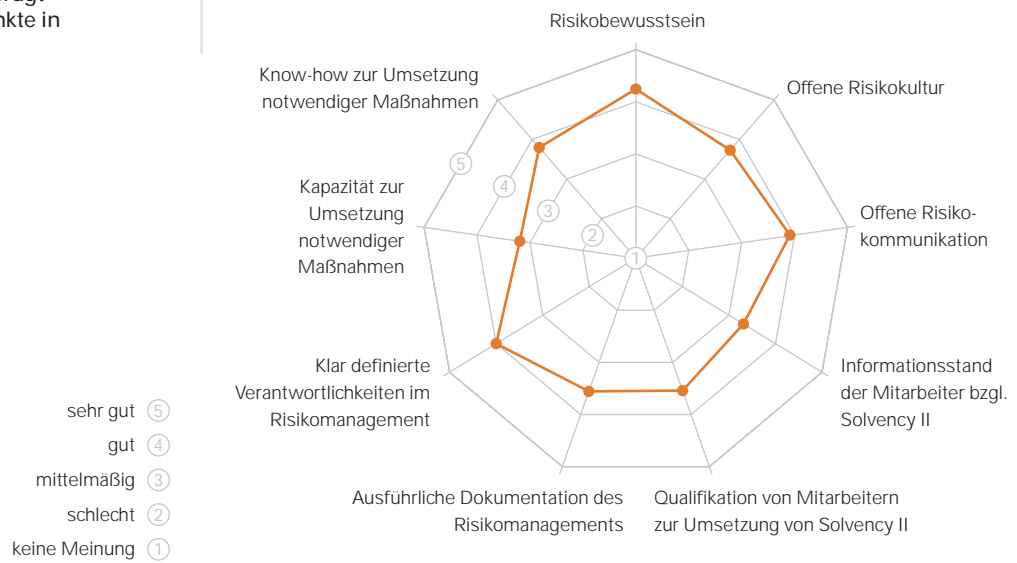 nkte in
Risikobewusstsein
Know-how zur Umsetzung
notwendiger Maßnahmen
Offene Risikokultur
5
4
3
2
1
Kapazität zur
Umsetzung
notwendiger
Maßnahmen
Offene Risiko-
kommunikation
Klar definierte
Verantwortlichkeiten im
Risikomanagement
Informationsstand
der Mitarbeiter bzgl.
Solvency II
Ausführliche Dokumentation des
Risikomanagements
Qualifikation von Mitarbeitern
zur Umsetzung von Solvency II
sehr gut 5
gut 4
mittelmäßig 3
schlecht 2
keine Meinung 1